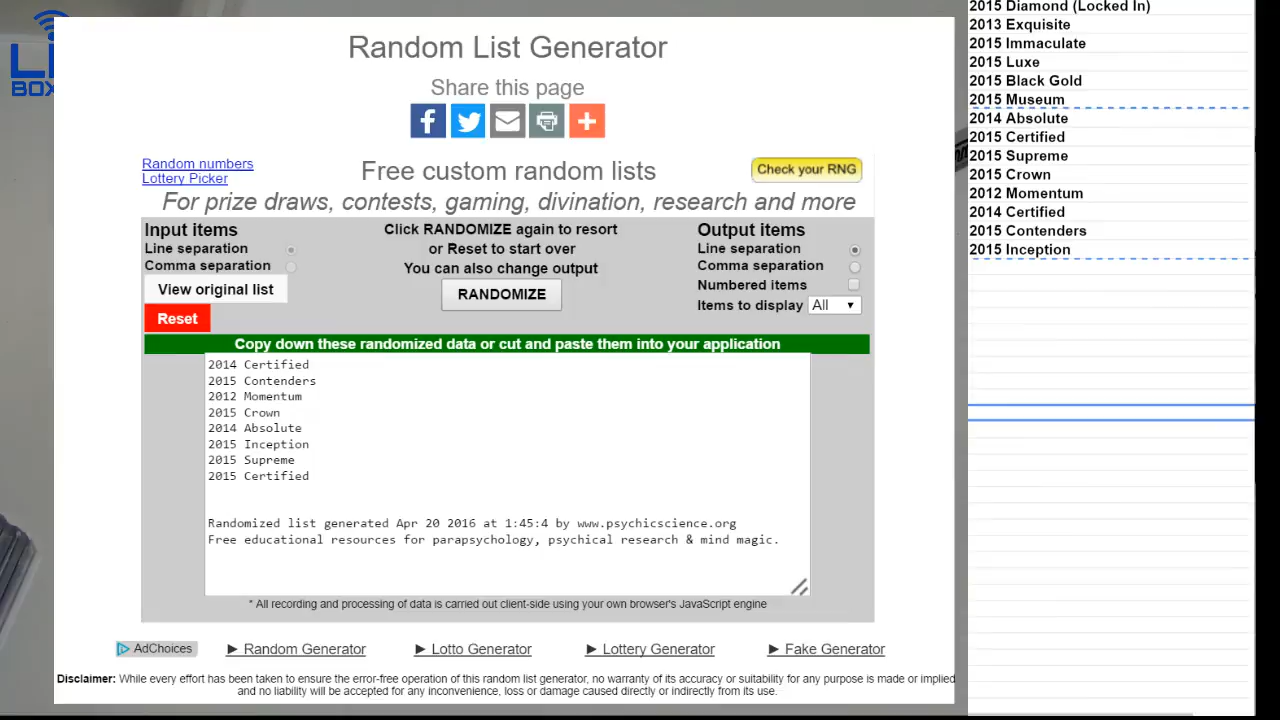 LI
BOX
Random List Generator
Share this page
Random numbers
Lottery Picker
Free custom random lists
Check your RNG
For prize draws, contests, gaming, divination, research and more
Input items
Line separation
Comma separation
View original list
Reset
Click RANDOMIZE again to resort
or Reset to start over
You can also change output
RANDOMIZE
Output items
Line separation
Comma separation
Numbered items
Items to display All
Copy down these randomized data or cut and paste them into your application
2014 Certified
2015 Contenders
2012 Momentum
2015 Crown
2014 Absolute
2015 Inception
2015 Supreme
2015 Certified
Randomized list generated Apr 20 2016 at 1:45:4 by www.psychicscience.org
Free educational resources for parapsychology, psychical research & mind magic.
* All recording and processing of data is carried out client-side using your own browser's JavaScript engine
AdChoices
► Random Generator
► Lotto Generator
► Lottery Generator
► Fake Generator
Disclaimer: While every effort has been taken to ensure the error-free operation of this random list generator, no warranty of its accuracy or suitability for any purpose is made or implied
and no liability will be accepted for any inconvenience, loss or damage caused directly or indirectly from its use.
2015 Diamond (Locked In)
2013 Exquisite
2015 Immaculate
2015 Luxe
2015 Black Gold
2015 Museum
2014 Absolute
2015 Certified
2015 Supreme
2015 Crown
2012 Momentum
2014 Certified
2015 Contenders
2015 Inception